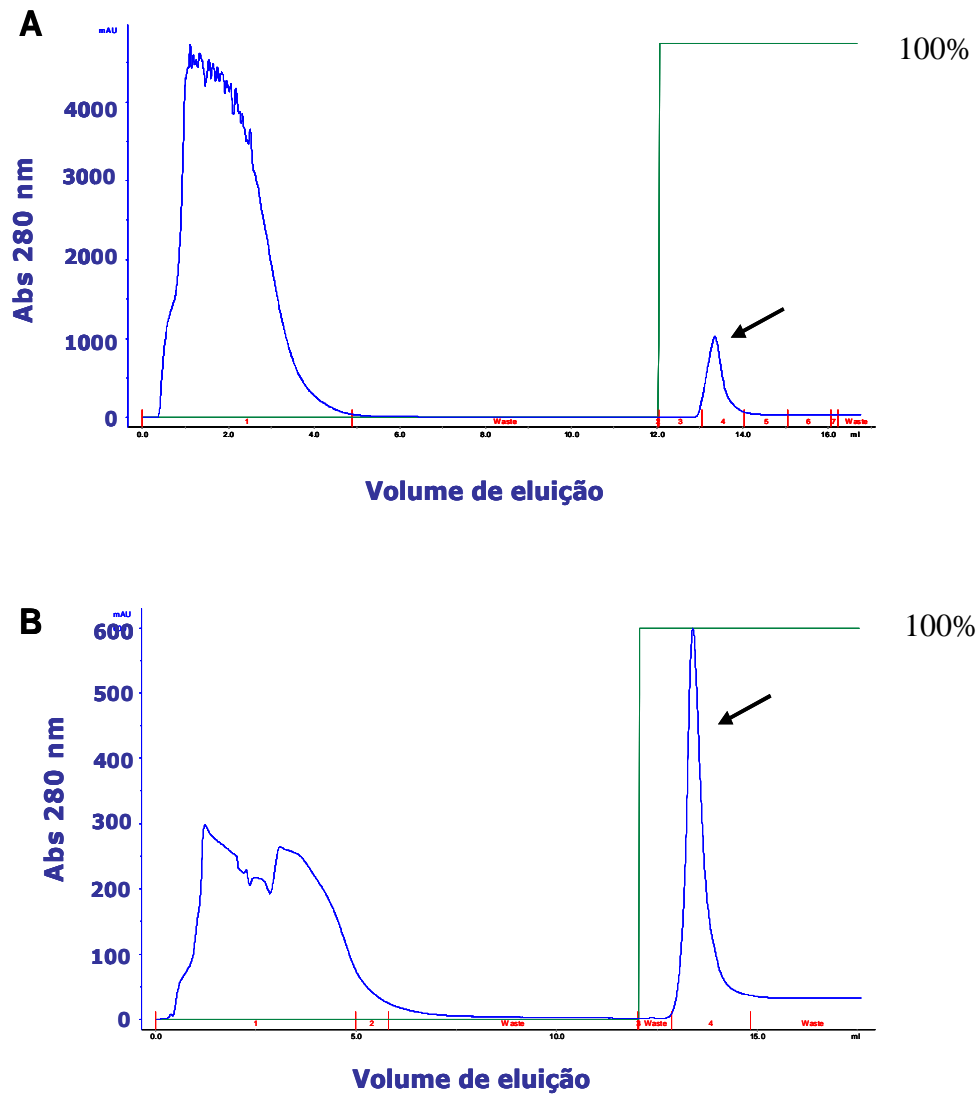 A
mAU
100%
4000
3000
2000
1000
0
Abs 280 nm
1 Waste 3 4 5 6 7 Waste
0.0 2.0 4.0 6.0 8.0 10.0 12.0 14.0 16.0 ml
Volume de eluição
B
mAU
100%
600
500
400
300
200
100
0
Abs 280 nm
1 2 Waste 3 Waste 4 Waste
0.0 5.0 10.0 15.0 ml
Volume de eluição